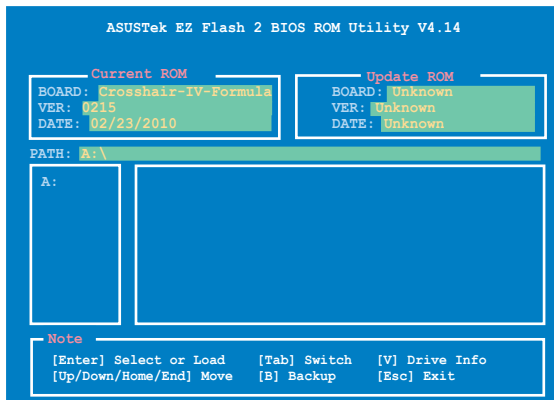 ASUSTek EZ Flash 2 BIOS ROM Utility V4.14
Current ROM
BOARD: Crosshair-IV-Formula
VER: 0215
DATE: 02/23/2010
Update ROM
BOARD: Unknown
VER: Unknown
DATE: Unknown
PATH: A:\
A:
Note
[Enter] Select or Load [Tab] Switch [V] Drive Info
[Up/Down/Home/End] Move [B] Backup [Esc] Exit